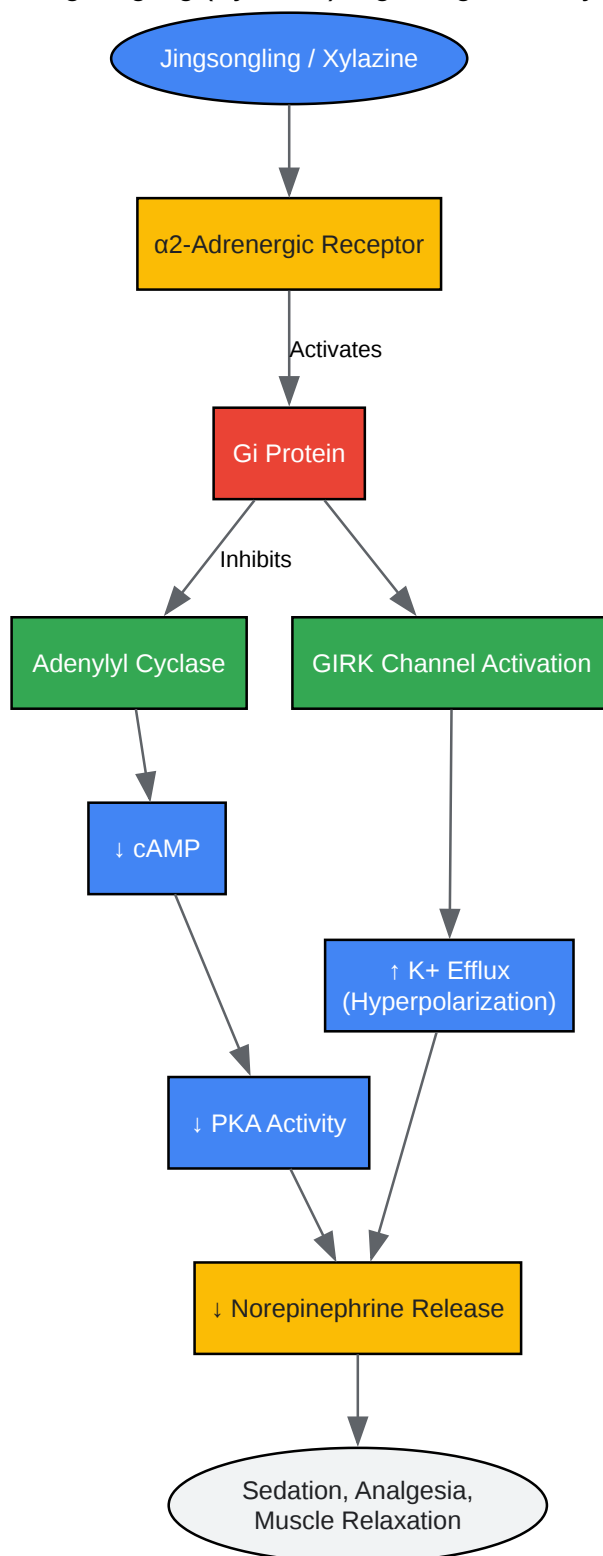 Jingsongling / Xylazine
α2-Adrenergic Receptor
Activates
Gi Protein
Inhibits
Adenylyl Cyclase
GIRK Channel Activation
↓ cAMP
↑ K+ Efflux
(Hyperpolarization)
↓ PKA Activity
↓ Norepinephrine Release
Sedation, Analgesia,
Muscle Relaxation